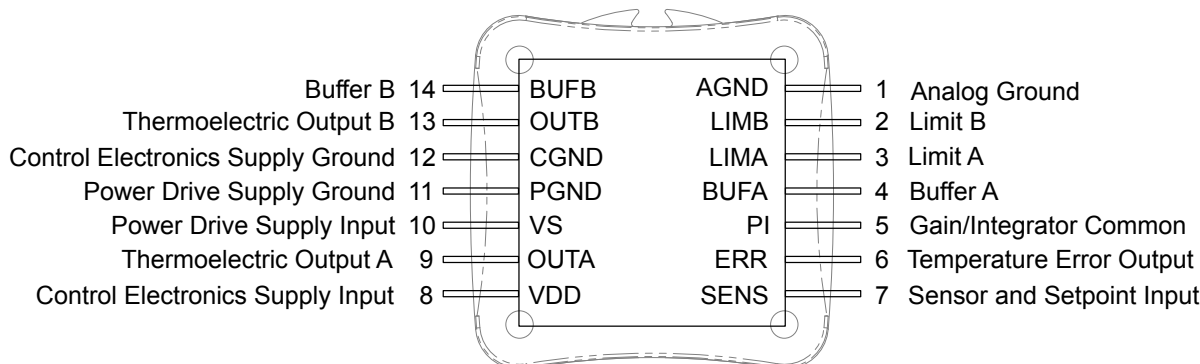 Buffer B 14 BUFB AGND 1 Analog Ground
Thermoelectric Output B 13 OUTB LIMB 2 Limit B
Control Electronics Supply Ground 12 CGND LIMA 3 Limit A
Power Drive Supply Ground 11 PGND BUFA 4 Buffer A
Power Drive Supply Input 10 VS PI 5 Gain/Integrator Common
Thermoelectric Output A 9 OUTA ERR 6 Temperature Error Output
Control Electronics Supply Input 8 VDD SENS 7 Sensor and Setpoint Input